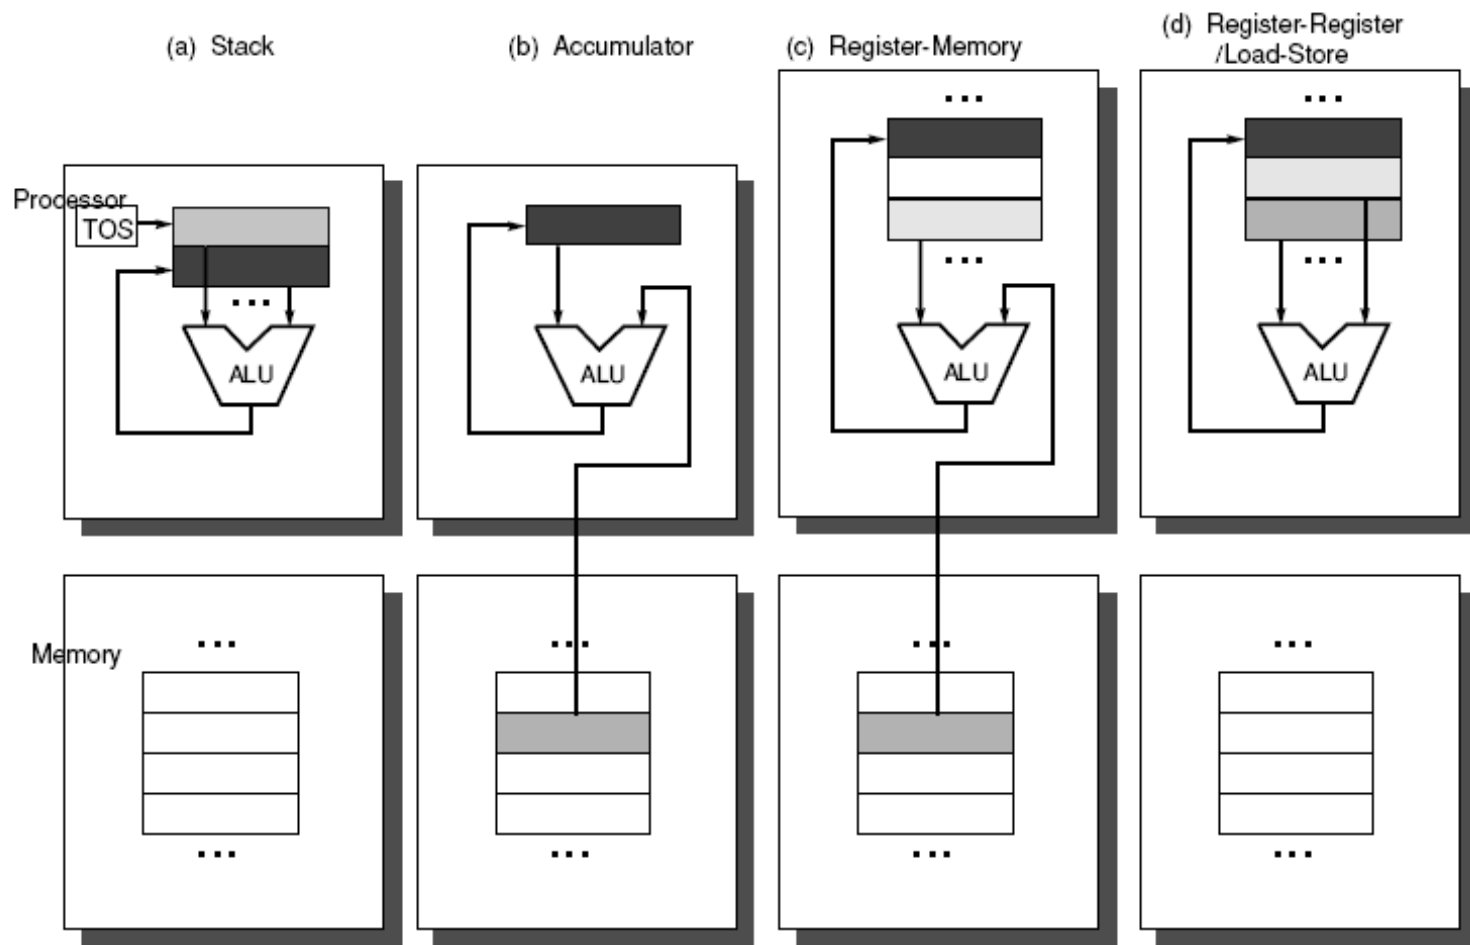 (a) Stack
(b) Accumulator
(c) Register-Memory
(d) Register-Register
/Load-Store
Processor
TOS
...
...
...
...
...
ALU
ALU
ALU
ALU
Memory
...
...
...
...
...
...
...
...